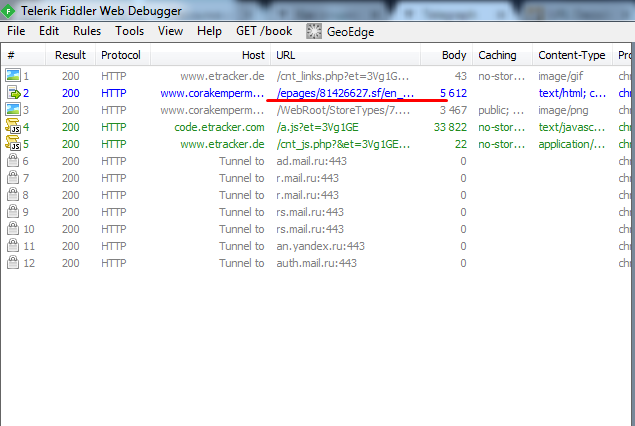 Telerik Fiddler Web Debugger
File Edit Rules Tools View Help GET /book GeoEdge
# Result Protocol Host URL Body Caching Content-Type Pro
1 200 HTTP www.etracker.de /cnt_links.php?et=3Vg1G... 43 no-stor... image/gif chr
2 200 HTTP www.corakemperm... /epages/81426627.sf/en_... 5 612 text/html; c... chr
3 200 HTTP www.corakemperm... /WebRoot/StoreTypes/7.... 3 467 public; ... image/png chr
JS 4 200 HTTP code.etracker.com /a.js?et=3Vg1GE 33 822 no-stor... text/javasc... chr
JS 5 200 HTTP www.etracker.de /cnt_js.php?&et=3Vg1GE... 22 no-stor... application/... chr
6 200 HTTP Tunnel to ad.mail.ru:443 0 chr
7 200 HTTP Tunnel to r.mail.ru:443 0 chr
8 200 HTTP Tunnel to r.mail.ru:443 0 chr
9 200 HTTP Tunnel to rs.mail.ru:443 0 chr
10 200 HTTP Tunnel to rs.mail.ru:443 0 chr
11 200 HTTP Tunnel to an.yandex.ru:443 0 chr
12 200 HTTP Tunnel to auth.mail.ru:443 0 chr